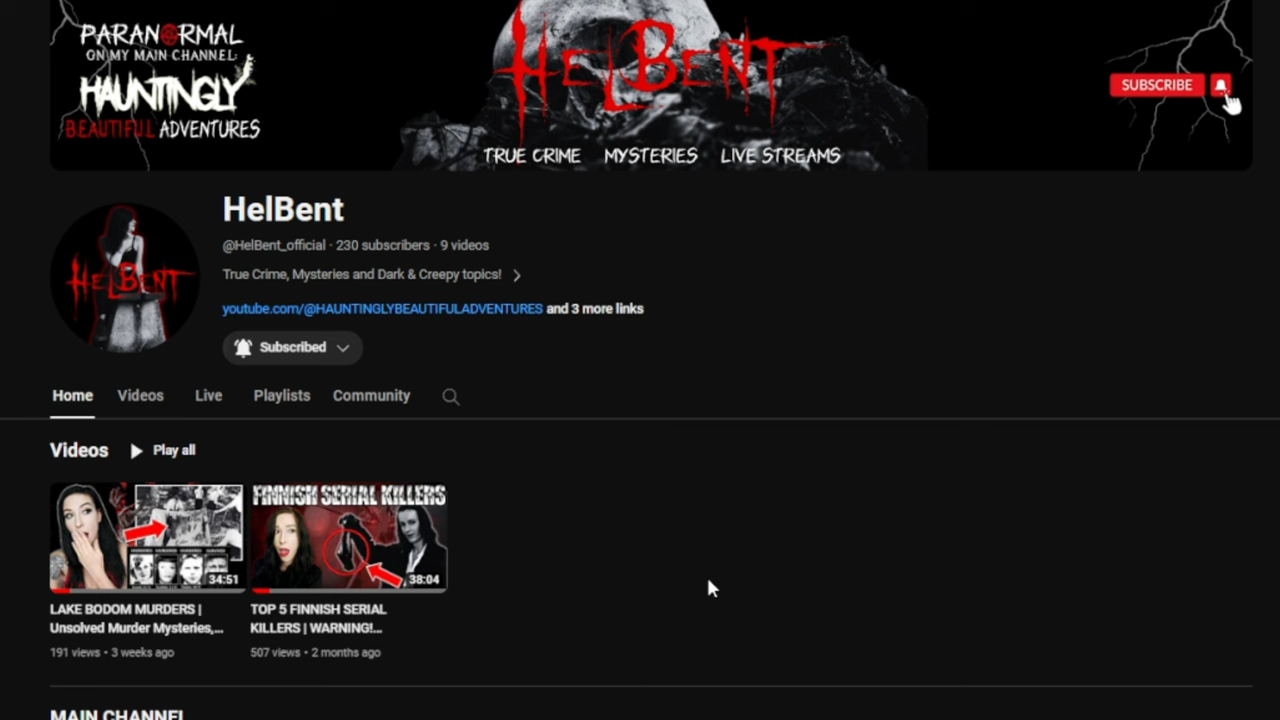 PARANORMAL
ON MY MAIN CHANNEL:
HAUNTINGLY
BEAUTIFUL ADVENTURES
HELBENT
TRUE CRIME MYSTERIES LIVE STREAMS
SUBSCRIBE
HELBENT
HelBent
@HelBent_official · 230 subscribers · 9 videos
True Crime, Mysteries and Dark & Creepy topics!
youtube.com/@HAUNTINGLYBEAUTIFULADVENTURES and 3 more links
Subscribed
Home Videos Live Playlists Community
Videos Play all
34:51
FINNISH SERIAL KILLERS
38:04
LAKE BODOM MURDERS |
Unsolved Murder Mysteries,...
191 views • 3 weeks ago
TOP 5 FINNISH SERIAL
KILLERS | WARNING!...
507 views • 2 months ago
MAIN CHANNEL